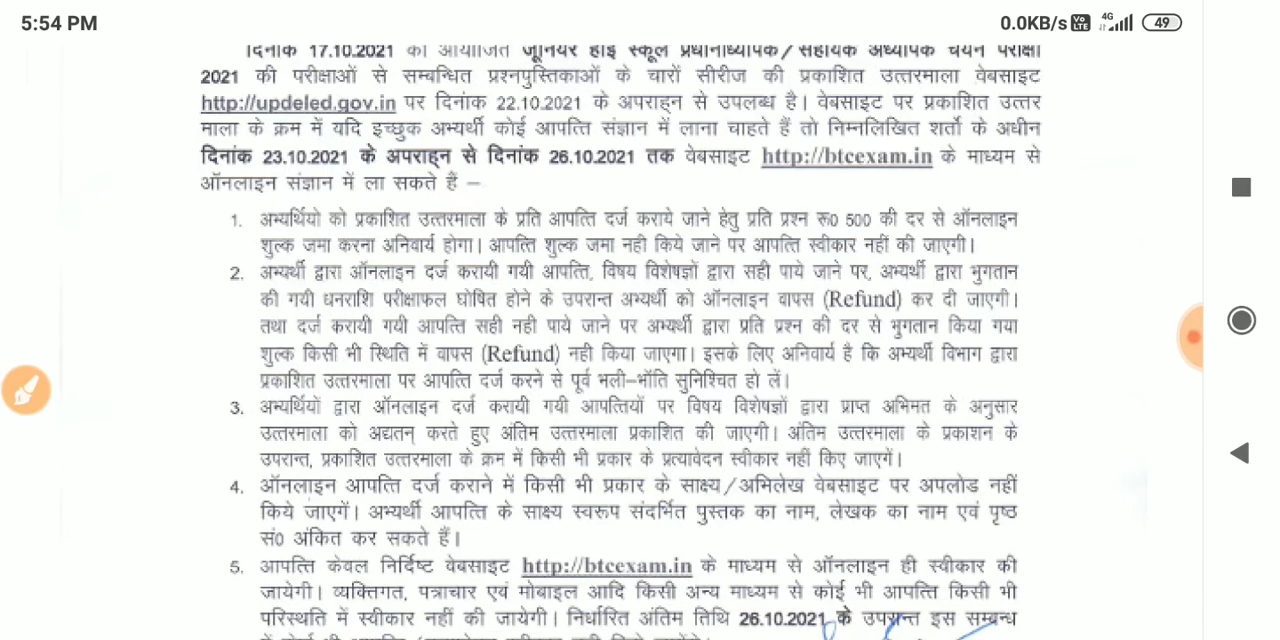 5:54 PM
0.0KB/s Vo LTE 4G 49
दिनांक 17.10.2021 को आयोजित जूनियर हाई स्कूल प्रधानाध्यापक/सहायक अध्यापक चयन परीक्षा
2021 की परीक्षाओं से सम्बन्धित प्रश्नपुस्तिकाओं के चारों सीरीज की प्रकाशित उत्तरमाला वेबसाइट
http://updeled.gov.in पर दिनांक 22.10.2021 के अपराह्न से उपलब्ध है। वेबसाइट पर प्रकाशित उत्तर
माला के क्रम में यदि इच्छुक अभ्यर्थी कोई आपत्ति संज्ञान में लाना चाहते हैं तो निम्नलिखित शर्तो के अधीन
दिनांक 23.10.2021 के अपराह्न से दिनांक 26.10.2021 तक वेबसाइट http://btcexam.in के माध्यम से
ऑनलाइन संज्ञान में ला सकते हैं –
1. अभ्यर्थियो को प्रकाशित उत्तरमाला के प्रति आपत्ति दर्ज कराये जाने हेतु प्रति प्रश्न रू0 500 की दर से ऑनलाइन
शुल्क जमा करना अनिवार्य होगा। आपत्ति शुल्क जमा नही किये जाने पर आपत्ति स्वीकार नहीं की जाएगी।
2. अभ्यर्थी द्वारा ऑनलाइन दर्ज करायी गयी आपत्ति, विषय विशेषज्ञों द्वारा सही पाये जाने पर, अभ्यर्थी द्वारा भुगतान
की गयी धनराशि परीक्षाफल घोषित होने के उपरान्त अभ्यर्थी को ऑनलाइन वापस (Refund) कर दी जाएगी।
तथा दर्ज करायी गयी आपत्ति सही नही पाये जाने पर अभ्यर्थी द्वारा प्रति प्रश्न की दर से भुगतान किया गया
शुल्क किसी भी स्थिति में वापस (Refund) नही किया जाएगा। इसके लिए अनिवार्य है कि अभ्यर्थी विभाग द्वारा
प्रकाशित उत्तरमाला पर आपत्ति दर्ज करने से पूर्व भली–भॉति सुनिश्चित हो लें।
3. अभ्यर्थियों द्वारा ऑनलाइन दर्ज करायी गयी आपत्तियों पर विषय विशेषज्ञों द्वारा प्राप्त अभिमत के अनुसार
उत्तरमाला को अद्यतन् करते हुए अंतिम उत्तरमाला प्रकाशित की जाएगी। अंतिम उत्तरमाला के प्रकाशन के
उपरान्त, प्रकाशित उत्तरमाला के क्रम में किसी भी प्रकार के प्रत्यावेदन स्वीकार नहीं किए जाएगें।
4. ऑनलाइन आपत्ति दर्ज कराने में किसी भी प्रकार के साक्ष्य/अभिलेख वेबसाइट पर अपलोड नहीं
किये जाएगें। अभ्यर्थी आपत्ति के साक्ष्य स्वरूप संदर्भित पुस्तक का नाम, लेखक का नाम एवं पृष्ठ
सं0 अंकित कर सकते हैं।
5. आपत्ति केवल निर्दिष्ट वेबसाइट http://btcexam.in के माध्यम से ऑनलाइन ही स्वीकार की
जायेगी। व्यक्तिगत, पत्राचार एवं मोबाइल आदि किसी अन्य माध्यम से कोई भी आपत्ति किसी भी
परिस्थति में स्वीकार नहीं की जायेगी। निर्धारित अंतिम तिथि 26.10.2021 के उपरान्त इस सम्बन्ध